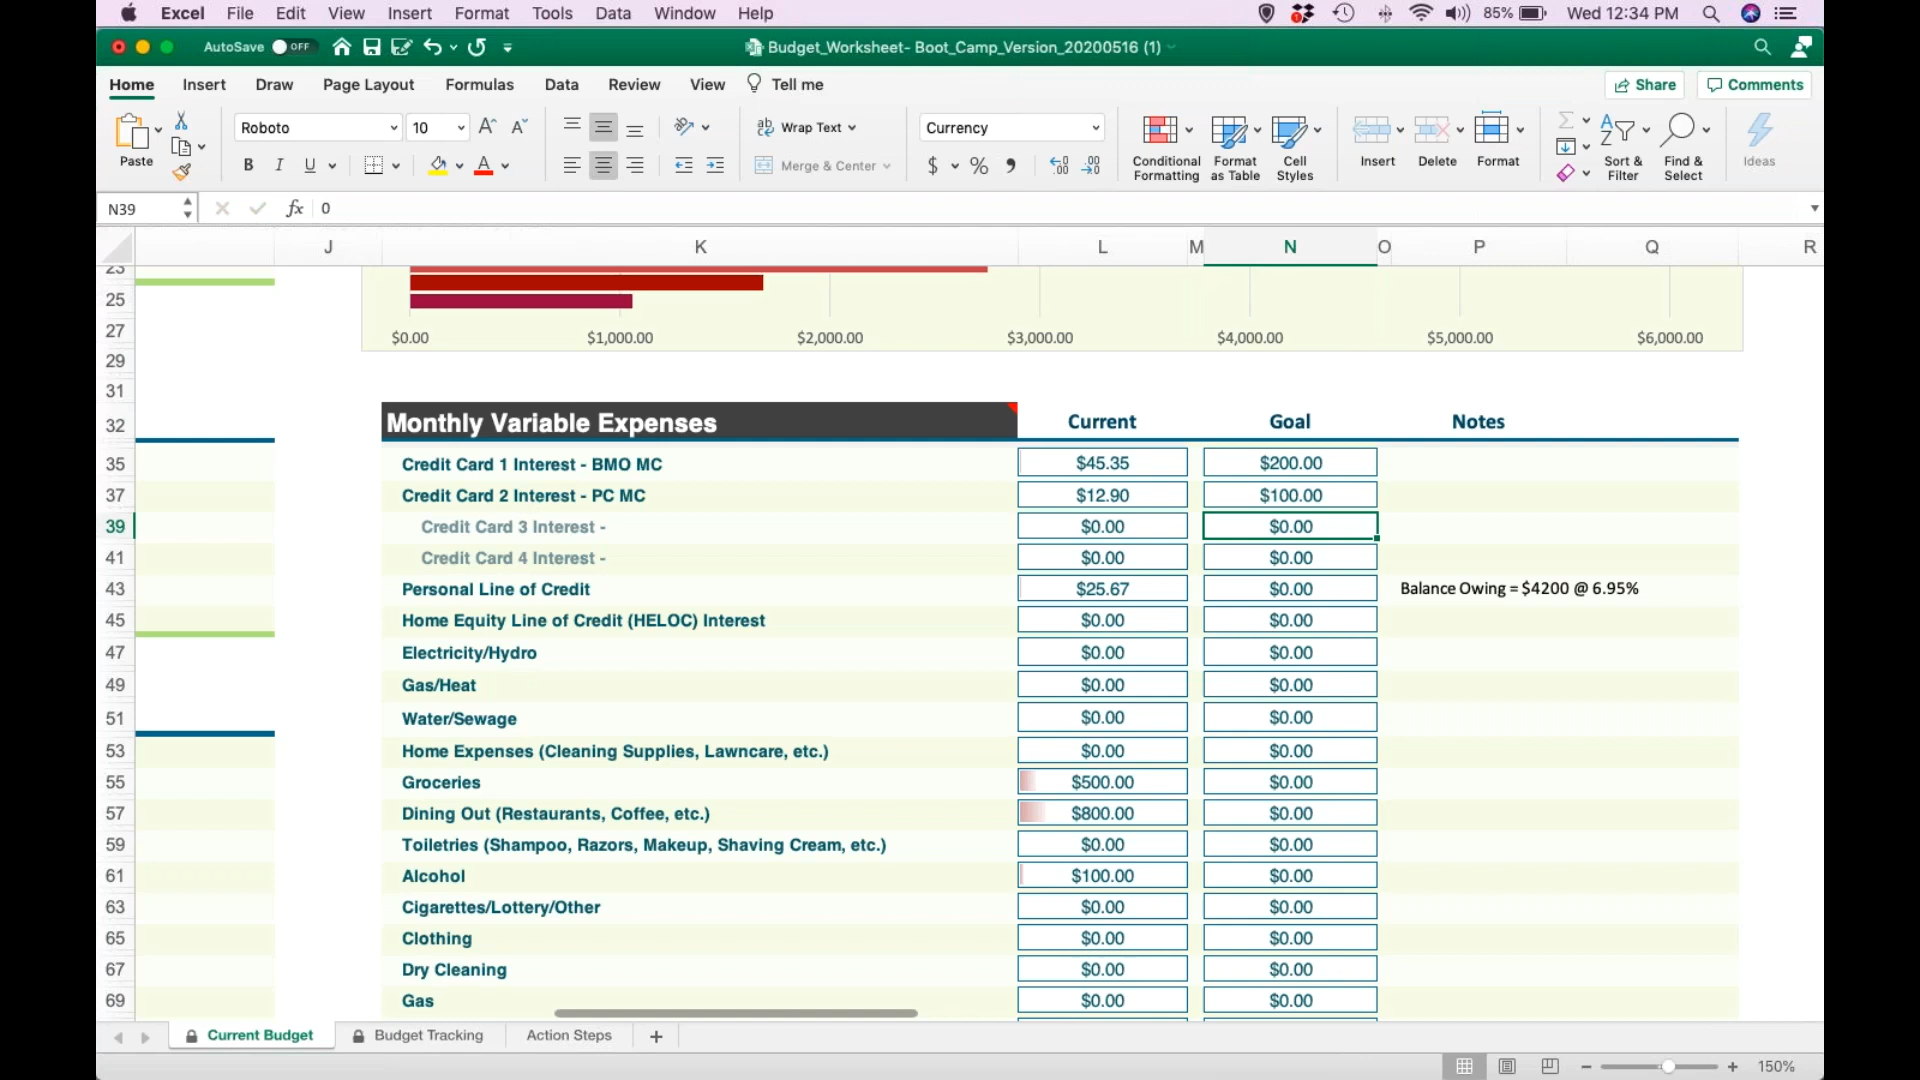 Excel File Edit View Insert Format Tools Data Window Help 85% Wed 12:34 PM
AutoSave OFF Budget_Worksheet- Boot_Camp_Version_20200516 (1)
Home Insert Draw Page Layout Formulas Data Review View Tell me Share Comments
Paste Roboto 10 Wrap Text Currency
B I U A Merge & Center $ % Conditional Formatting Format as Table Cell Styles Insert Delete Format Sort & Filter Find & Select Ideas
N39 fx 0
J K L M N O P Q R
23
25
27 $0.00 $1,000.00 $2,000.00 $3,000.00 $4,000.00 $5,000.00 $6,000.00
29
31
32 Monthly Variable Expenses Current Goal Notes
35 Credit Card 1 Interest - BMO MC $45.35 $200.00
37 Credit Card 2 Interest - PC MC $12.90 $100.00
39 Credit Card 3 Interest - $0.00 $0.00
41 Credit Card 4 Interest - $0.00 $0.00
43 Personal Line of Credit $25.67 $0.00 Balance Owing = $4200 @ 6.95%
45 Home Equity Line of Credit (HELOC) Interest $0.00 $0.00
47 Electricity/Hydro $0.00 $0.00
49 Gas/Heat $0.00 $0.00
51 Water/Sewage $0.00 $0.00
53 Home Expenses (Cleaning Supplies, Lawncare, etc.) $0.00 $0.00
55 Groceries $500.00 $0.00
57 Dining Out (Restaurants, Coffee, etc.) $800.00 $0.00
59 Toiletries (Shampoo, Razors, Makeup, Shaving Cream, etc.) $0.00 $0.00
61 Alcohol $100.00 $0.00
63 Cigarettes/Lottery/Other $0.00 $0.00
65 Clothing $0.00 $0.00
67 Dry Cleaning $0.00 $0.00
69 Gas $0.00 $0.00
Current Budget Budget Tracking Action Steps +
150%